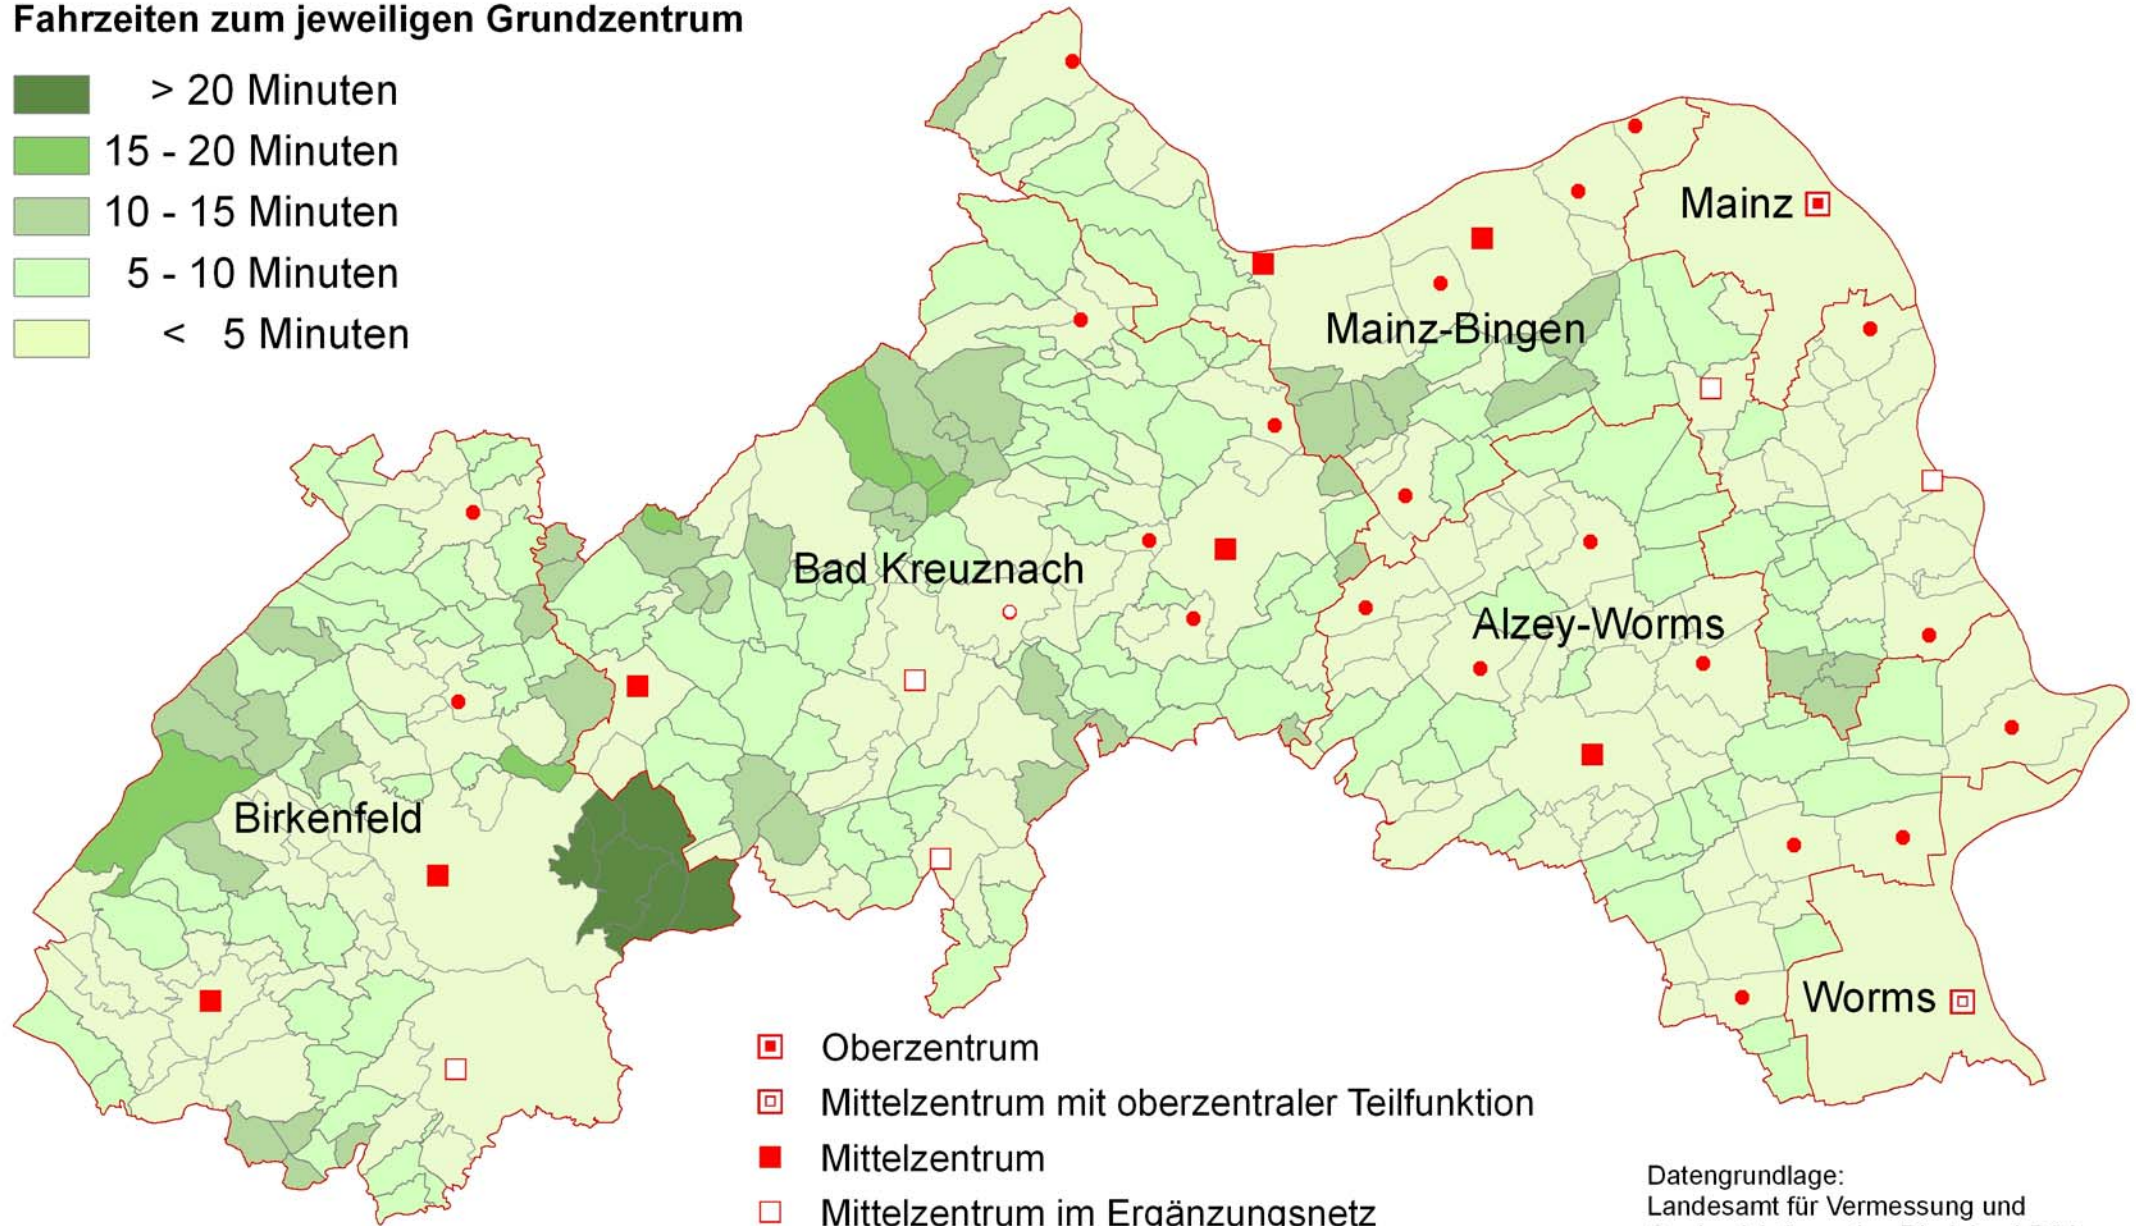 Fahrzeiten zum jeweiligen Grundzentrum
> 20 Minuten
15 - 20 Minuten
10 - 15 Minuten
5 - 10 Minuten
< 5 Minuten
Mainz
Mainz-Bingen
Bad Kreuznach
Alzey-Worms
Birkenfeld
Worms
Oberzentrum
Mittelzentrum mit oberzentraler Teilfunktion
Mittelzentrum
Mittelzentrum im Ergänzungsnetz
Datengrundlage:
Landesamt für Vermessung und